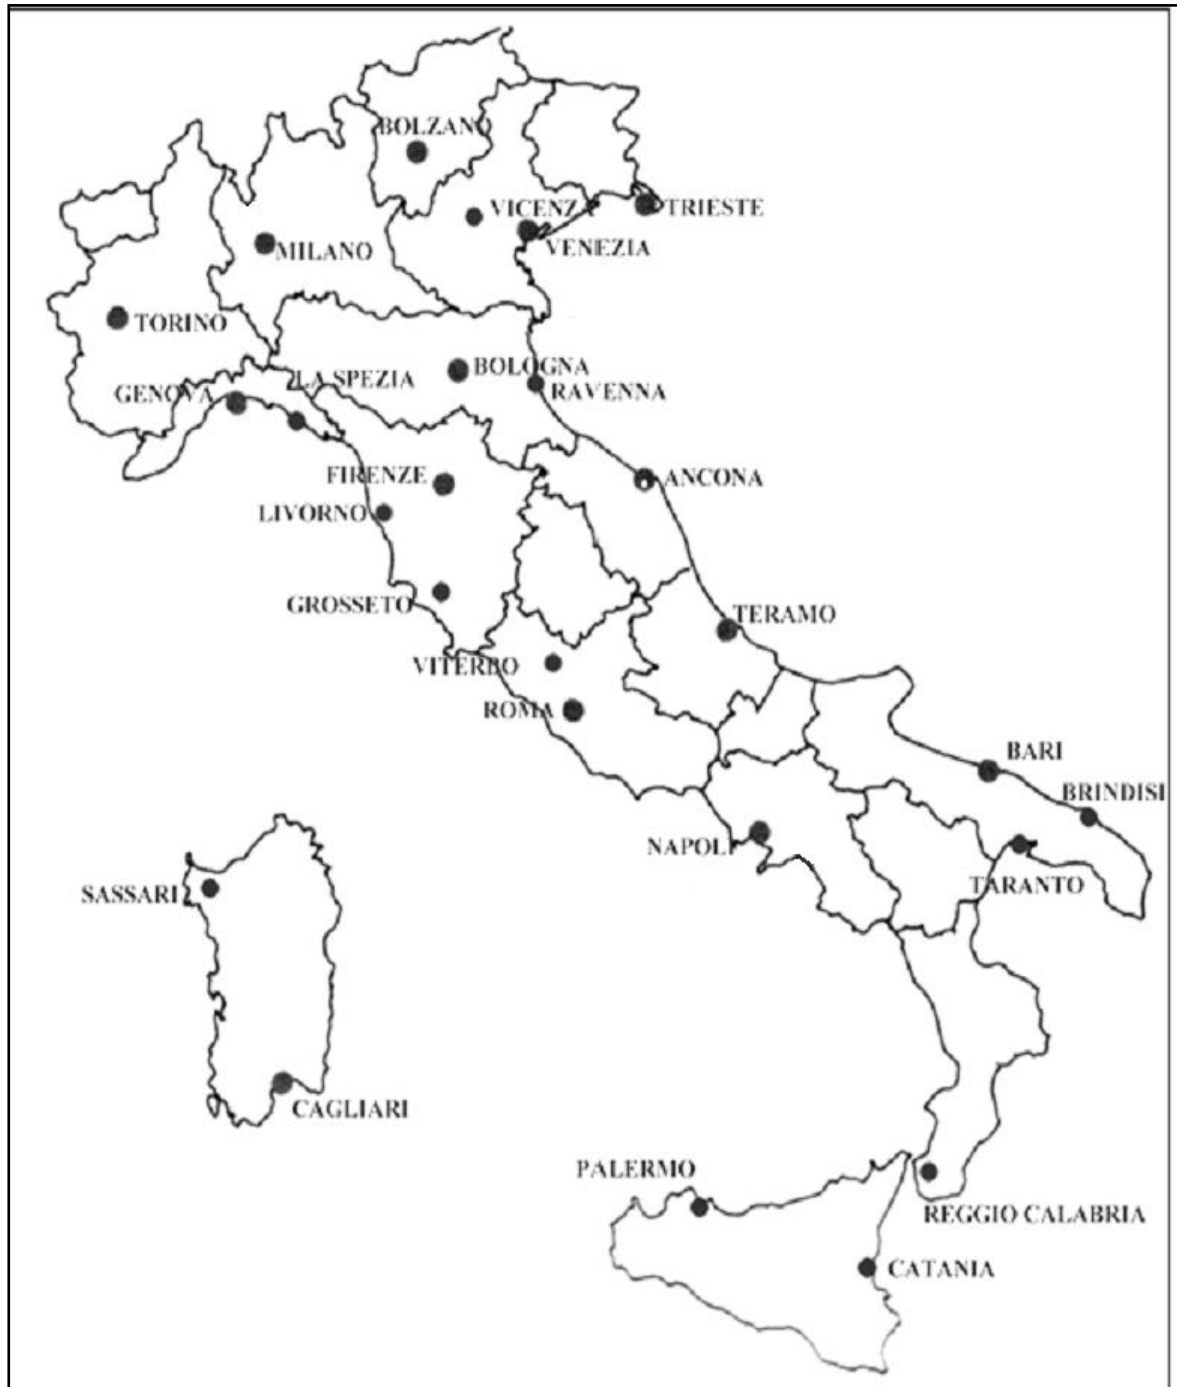 BOLZANO
VICENZA
TRIESTE
VENEZIA
MILANO
TORINO
BOLOGNA
LA SPEZIA
RAVENNA
GENOVA
FIRENZE
ANCONA
LIVORNO
GROSSETO
TERAMO
VITERBO
ROMA
BARI
BRINDISI
NAPOLI
TARANTO
SASSARI
CAGLIARI
PALERMO
REGGIO CALABRIA
CATANIA